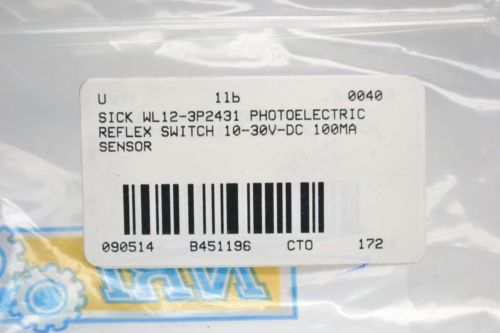 U 1lb 0040
SICK WL12-3P2431 PHOTOELECTRIC
REFLEX SWITCH 10-30V-DC 100MA
SENSOR
090514 B451196 CTO 172